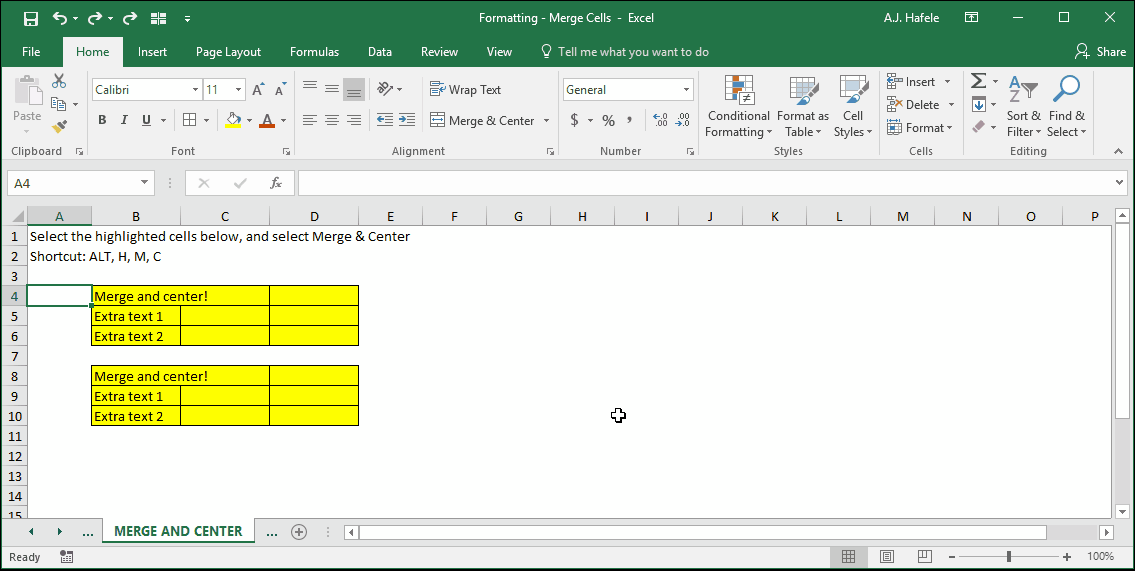 Formatting - Merge Cells - Excel
A.J. Hafele
File Home Insert Page Layout Formulas Data Review View Tell me what you want to do Share
Paste
Calibri 11
B I U A
Wrap Text
Merge & Center
General
$ % ,
Conditional Formatting
Format as Table
Cell Styles
Insert
Delete
Format
Sort & Filter
Find & Select
Clipboard Font Alignment Number Styles Cells Editing
A4 fx
A B C D E F G H I J K L M N O P
1 Select the highlighted cells below, and select Merge & Center
2 Shortcut: ALT, H, M, C
3
4 Merge and center!
5 Extra text 1
6 Extra text 2
7
8 Merge and center!
9 Extra text 1
10 Extra text 2
11
12
13
14
15
... MERGE AND CENTER ...
Ready 100%